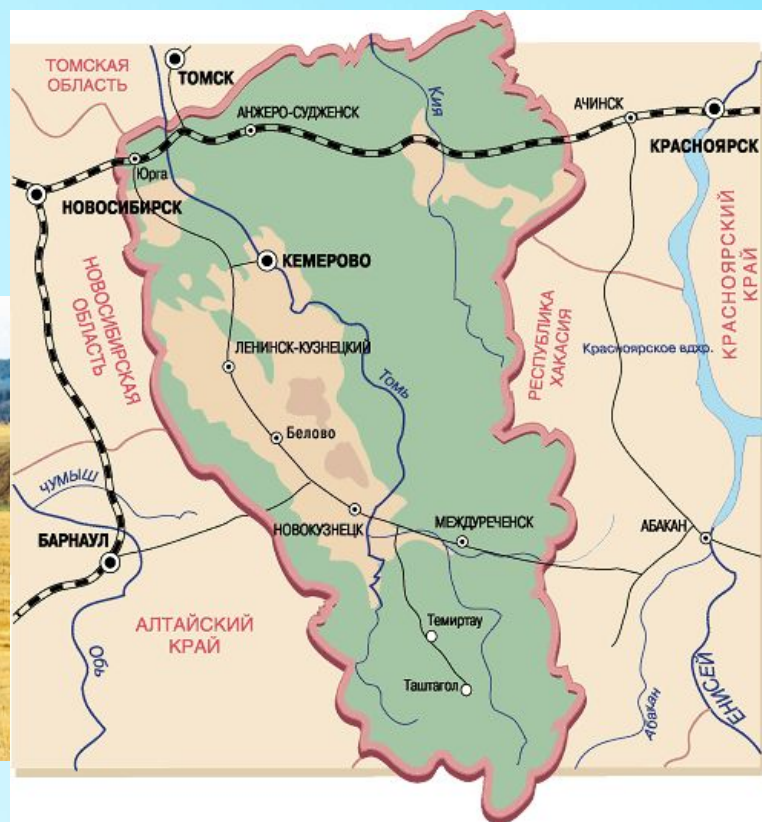 ТОМСКАЯ
ОБЛАСТЬ
ТОМСК
Кия
АНЖЕРО-СУДЖЕНСК
АЧИНСК
КРАСНОЯРСК
Юрга
НОВОСИБИРСК
КЕМЕРОВО
НОВОСИБИРСКАЯ
ОБЛАСТЬ
КРАСНОЯРСКИЙ
КРАЙ
РЕСПУБЛИКА
ХАКАСИЯ
ЛЕНИНСК-КУЗНЕЦКИЙ
Красноярское вдхр.
Томь
Белово
ЧУМЫШ
НОВОКУЗНЕЦК
МЕЖДУРЕЧЕНСК
АБАКАН
БАРНАУЛ
АЛТАЙСКИЙ
КРАЙ
Темиртау
Таштагол
Обь
Абакан
ЕНИСЕЙ